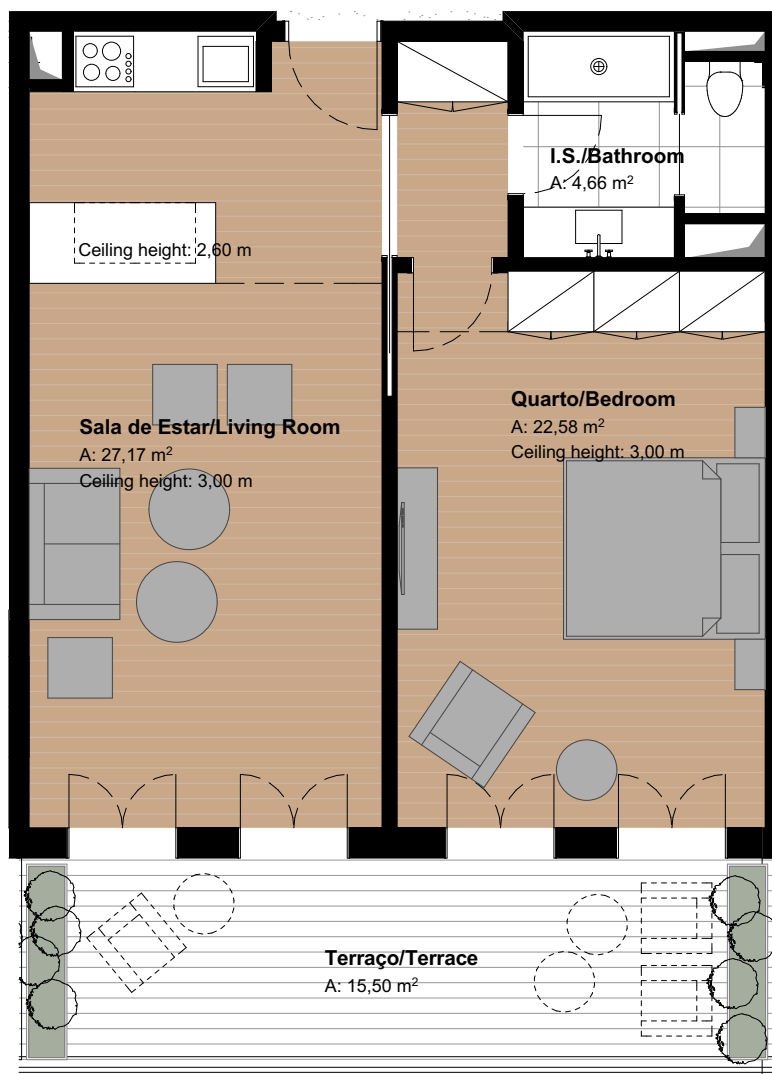 I.S./Bathroom
A: 4,66 m²
Ceiling height: 2,60 m
Quarto/Bedroom
A: 22,58 m²
Ceiling height: 3,00 m
Sala de Estar/Living Room
A: 27,17 m²
Ceiling height: 3,00 m
Terraço/Terrace
A: 15,50 m²